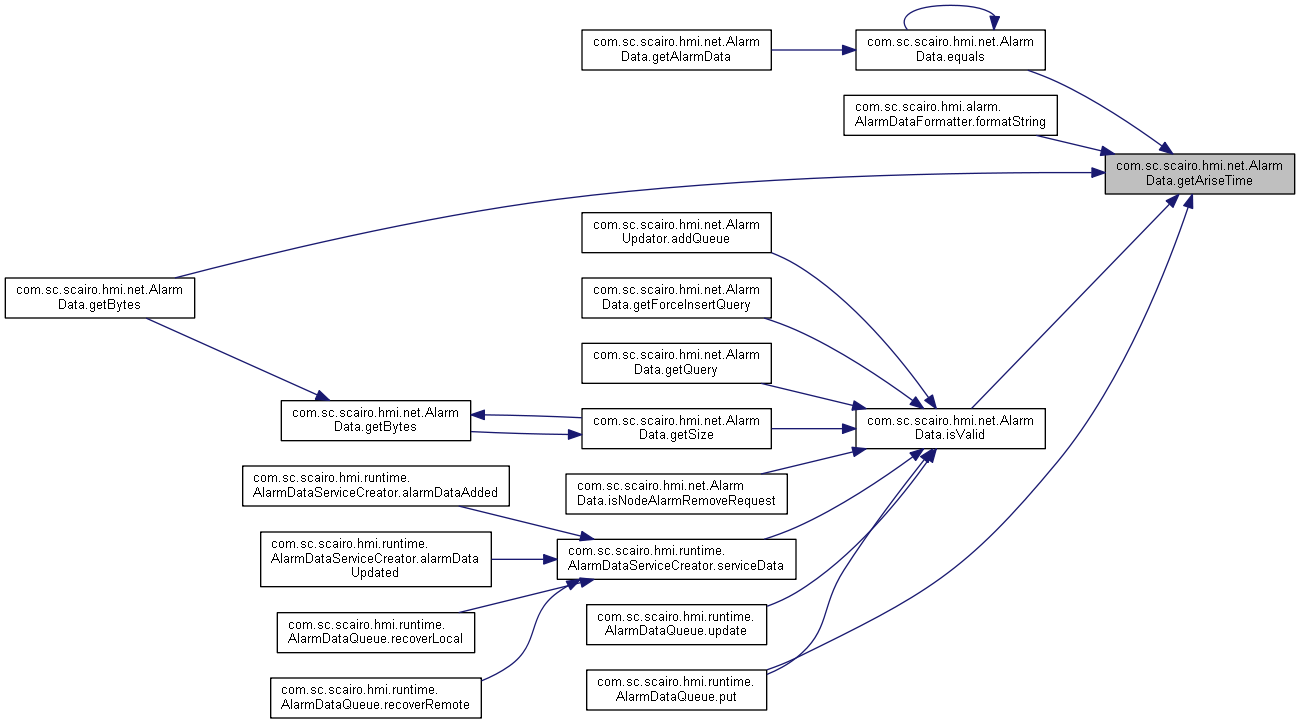 com.sc.scairo.hmi.net.Alarm
Data.getAlarmData
com.sc.scairo.hmi.net.Alarm
Data.equals
com.sc.scairo.hmi.alarm.
AlarmDataFormatter.formatString
com.sc.scairo.hmi.net.Alarm
Data.getAriseTime
com.sc.scairo.hmi.net.Alarm
Updator.addQueue
com.sc.scairo.hmi.net.Alarm
Data.getBytes
com.sc.scairo.hmi.net.Alarm
Data.getForceInsertQuery
com.sc.scairo.hmi.net.Alarm
Data.getQuery
com.sc.scairo.hmi.net.Alarm
Data.getBytes
com.sc.scairo.hmi.net.Alarm
Data.getSize
com.sc.scairo.hmi.net.Alarm
Data.isValid
com.sc.scairo.hmi.runtime.
AlarmDataServiceCreator.alarmDataAdded
com.sc.scairo.hmi.net.Alarm
Data.isNodeAlarmRemoveRequest
com.sc.scairo.hmi.runtime.
AlarmDataServiceCreator.alarmData
Updated
com.sc.scairo.hmi.runtime.
AlarmDataServiceCreator.serviceData
com.sc.scairo.hmi.runtime.
AlarmDataQueue.recoverLocal
com.sc.scairo.hmi.runtime.
AlarmDataQueue.update
com.sc.scairo.hmi.runtime.
AlarmDataQueue.recoverRemote
com.sc.scairo.hmi.runtime.
AlarmDataQueue.put